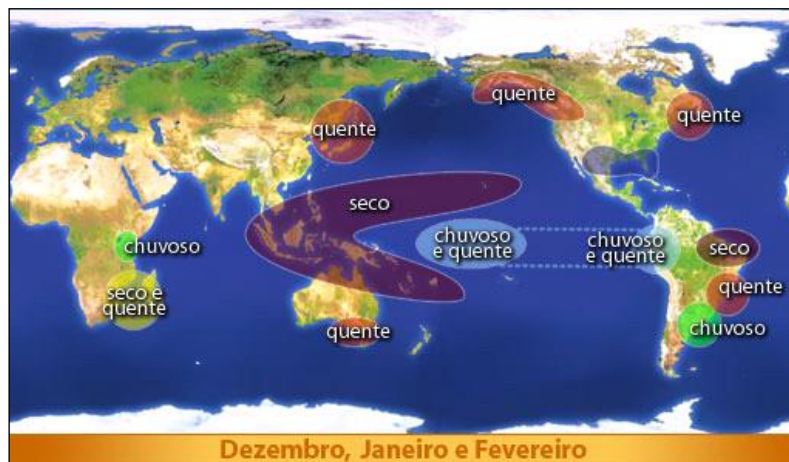 quente
quente
quente
seco
chuvoso
chuvoso
e quente
chuvoso
e quente
seco
seco e
quente
quente
quente
chuvoso
Dezembro, Janeiro e Fevereiro